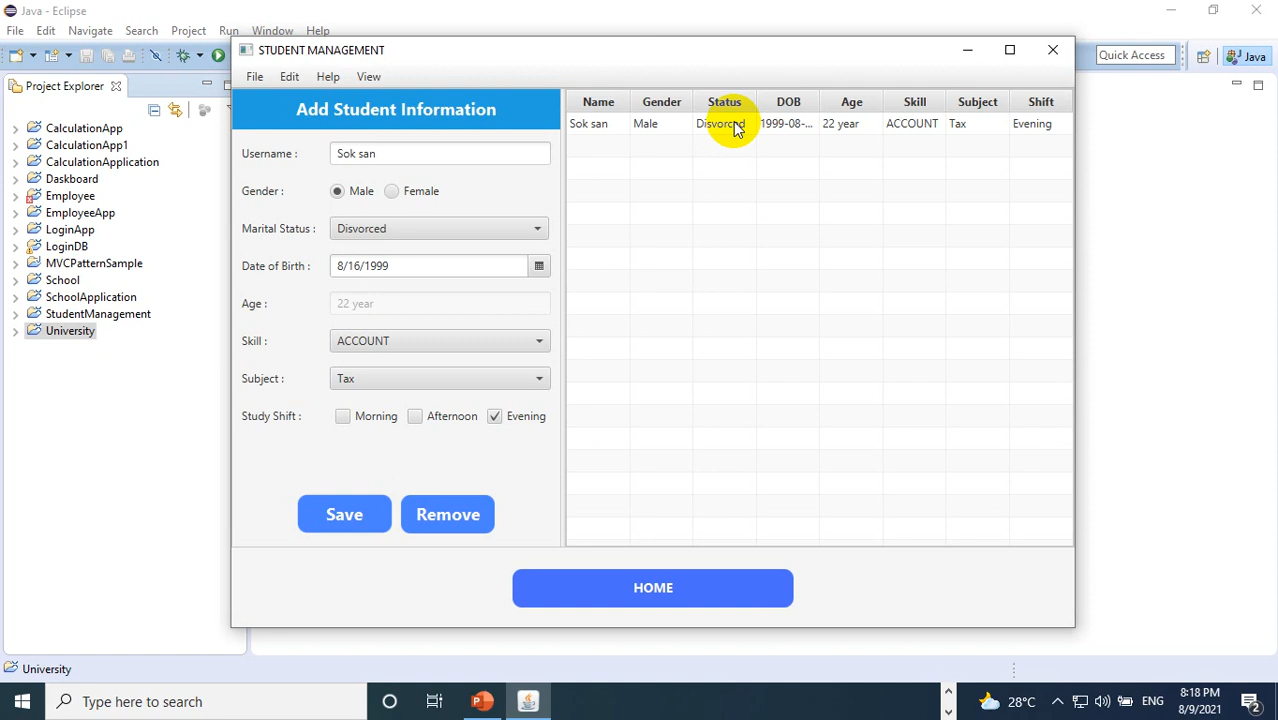 Java - Eclipse
File Edit Navigate Search Project Run Window Help
Quick Access
Java
Project Explorer
CalculationApp
CalculationApp1
CalculationApplication
Daskboard
Employee
EmployeeApp
LoginApp
LoginDB
MVCPatternSample
School
SchoolApplication
StudentManagement
University
STUDENT MANAGEMENT
File Edit Help View
Add Student Information
Username : Sok san
Gender : Male Female
Marital Status : Disvorced
Date of Birth : 8/16/1999
Age : 22 year
Skill : ACCOUNT
Subject : Tax
Study Shift : Morning Afternoon Evening
Save Remove
Name Gender Status DOB Age Skill Subject Shift
Sok san Male Disvorced 1999-08-... 22 year ACCOUNT Tax Evening
HOME
University
Type here to search
28°C
ENG
8:18 PM
8/9/2021
2